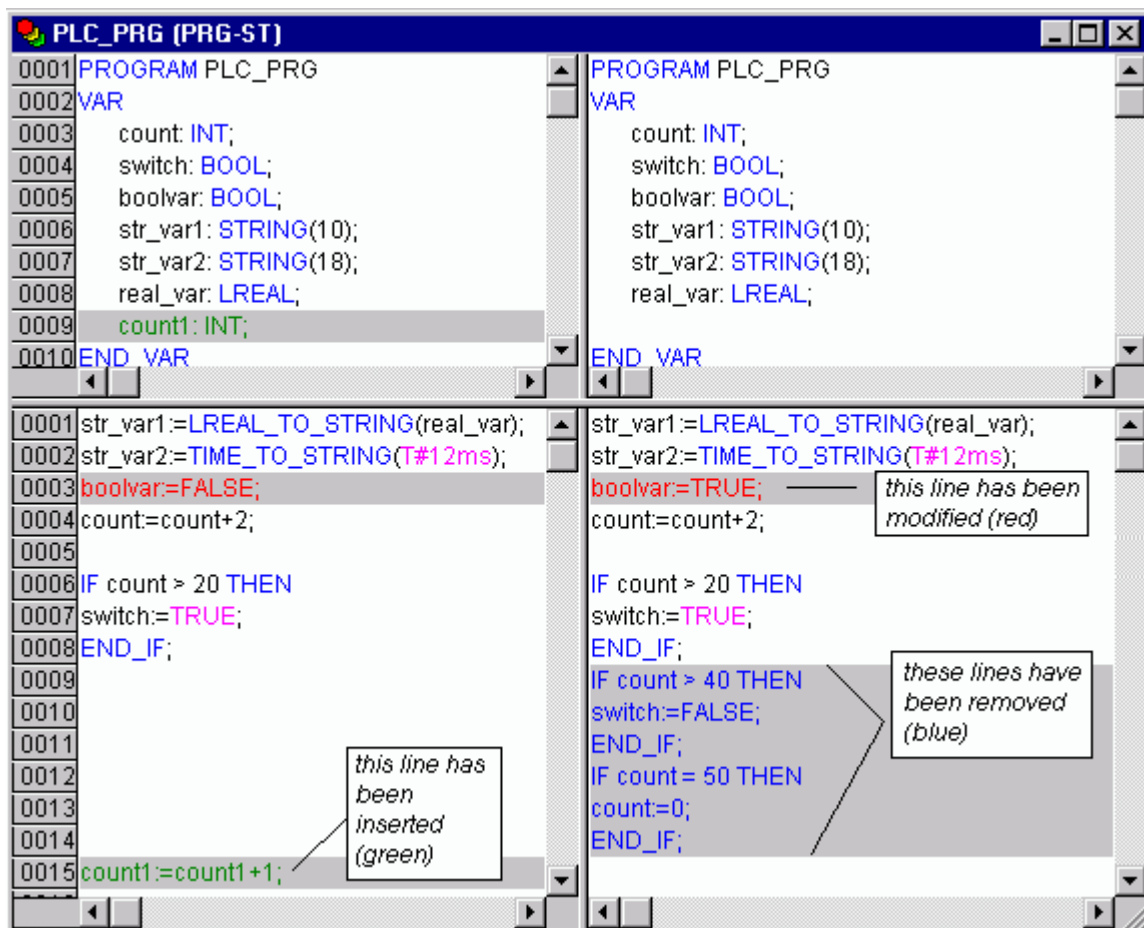 PLC_PRG (PRG-ST)
0001 PROGRAM PLC_PRG
0002 VAR
0003 count: INT;
0004 switch: BOOL;
0005 boolvar: BOOL;
0006 str_var1: STRING(10);
0007 str_var2: STRING(18);
0008 real_var: LREAL;
0009 count1: INT;
0010 END_VAR
PROGRAM PLC_PRG
VAR
count: INT;
switch: BOOL;
boolvar: BOOL;
str_var1: STRING(10);
str_var2: STRING(18);
real_var: LREAL;
END_VAR
0001 str_var1:=LREAL_TO_STRING(real_var);
0002 str_var2:=TIME_TO_STRING(T#12ms);
0003 boolvar:=FALSE;
0004 count:=count+2;
0005
0006 IF count > 20 THEN
0007 switch:=TRUE;
0008 END_IF;
0009
0010
0011
0012
0013
0014
0015 count1:=count1+1;
this line has
been
inserted
(green)
str_var1:=LREAL_TO_STRING(real_var);
str_var2:=TIME_TO_STRING(T#12ms);
boolvar:=TRUE;
count:=count+2;
IF count > 20 THEN
switch:=TRUE;
END_IF;
IF count > 40 THEN
switch:=FALSE;
END_IF;
IF count = 50 THEN
count:=0;
END_IF;
this line has been
modified (red)
these lines have
been removed
(blue)